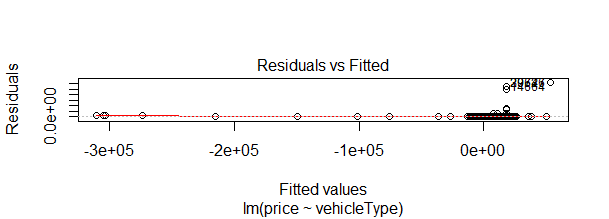 Residuals vs Fitted
Residuals
0.0e+00
14664
-3e+05
-2e+05
-1e+05
0e+00
Fitted values
lm(price ~ vehicleType)